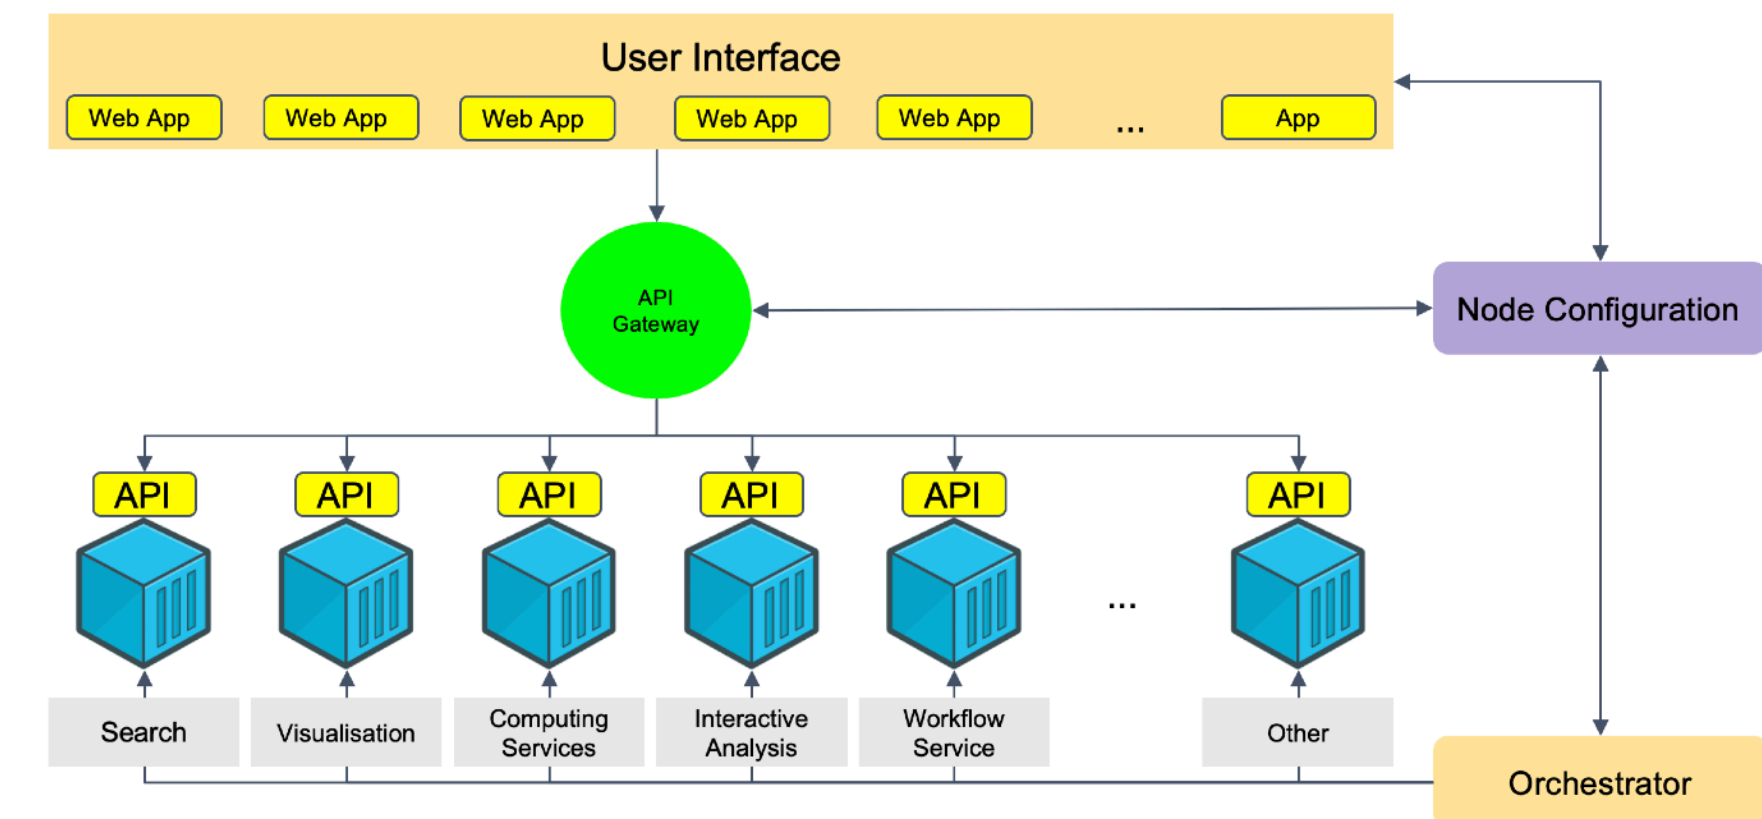 User Interface
Web App
Web App
Web App
Web App
Web App
...
App
API
Gateway
Node Configuration
API
API
API
API
API
API
...
Search
Visualisation
Computing
Services
Interactive
Analysis
Workflow
Service
Other
Orchestrator